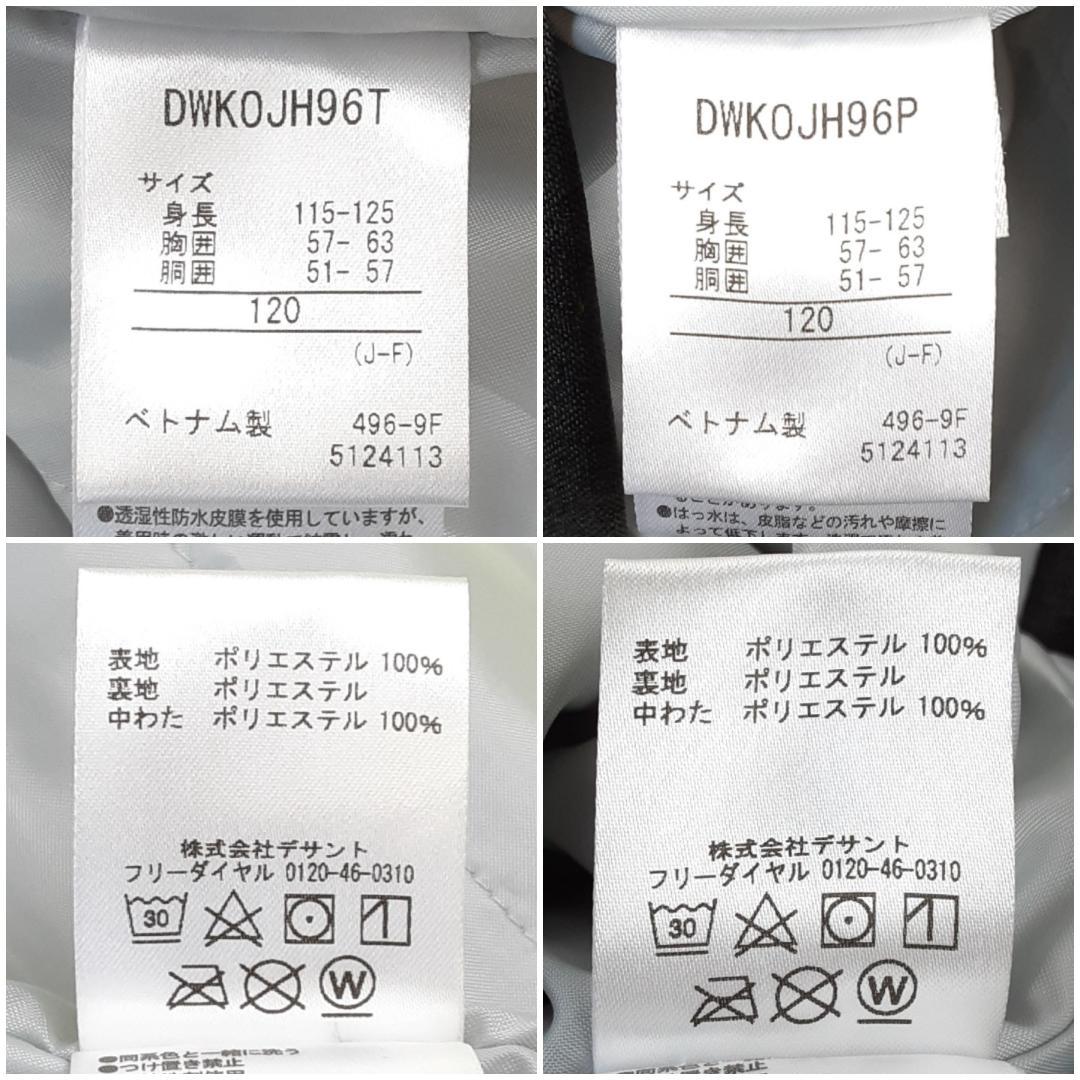 DWKOJH96T
サイズ
身長 115-125
胸囲 57- 63
胴囲 51- 57
120
(J-F)
ベトナム製 496-9F
5124113
●透湿性防水皮膜を使用していますが、
DWKOJH96P
サイズ
身長 115-125
胸囲 57- 63
胴囲 51- 57
120
(J-F)
ベトナム製 496-9F
5124113
●はっ水は、皮脂などの汚れや摩擦に
よって低下します
表地 ポリエステル 100%
裏地 ポリエステル
中わた ポリエステル 100%
株式会社デサント
フリーダイヤル 0120-46-0310
30
W
●同系色と一緒に洗う
●つけ置き禁止
表地 ポリエステル 100%
裏地 ポリエステル
中わた ポリエステル 100%
株式会社デサント
フリーダイヤル 0120-46-0310
30
W